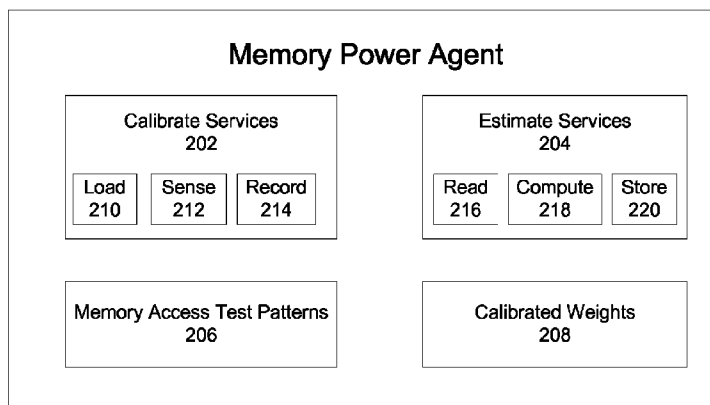 Memory Power Agent
Calibrate Services
202
Load
210
Sense
212
Record
214
Estimate Services
204
Read
216
Compute
218
Store
220
Memory Access Test Patterns
206
Calibrated Weights
208